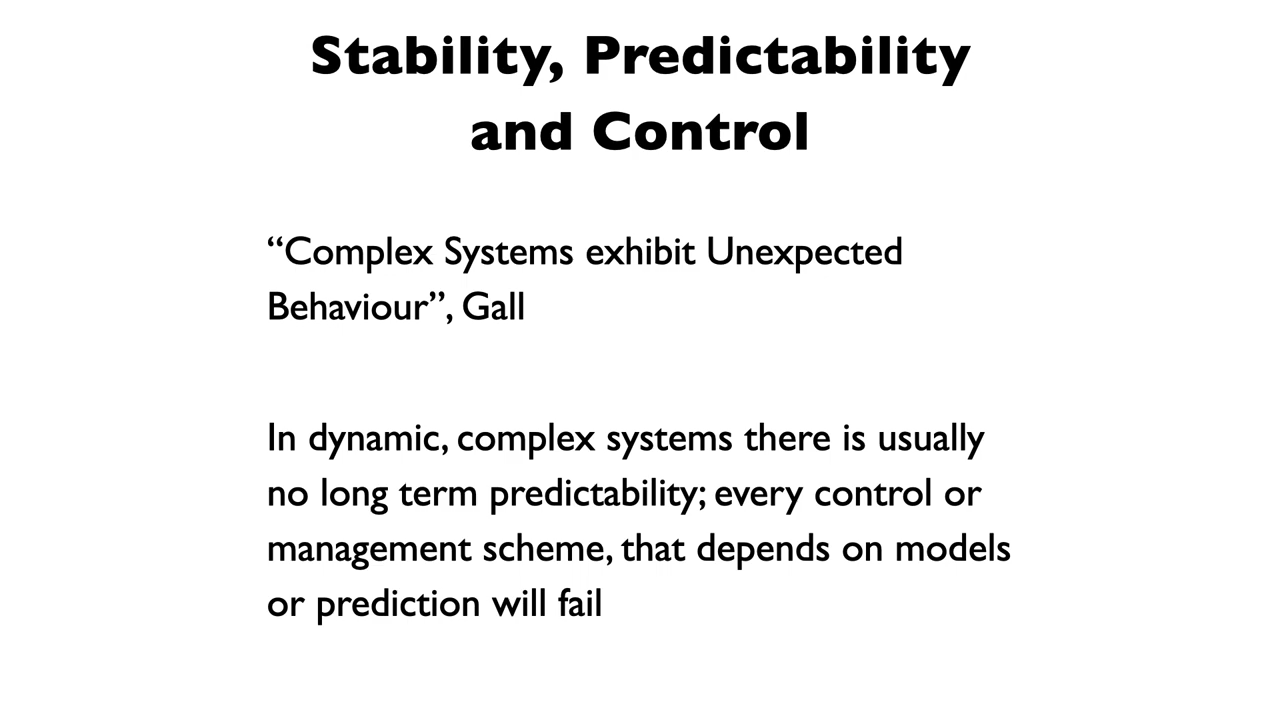 Stability, Predictability
and Control
“Complex Systems exhibit Unexpected
Behaviour”, Gall
In dynamic, complex systems there is usually
no long term predictability; every control or
management scheme, that depends on models
or prediction will fail